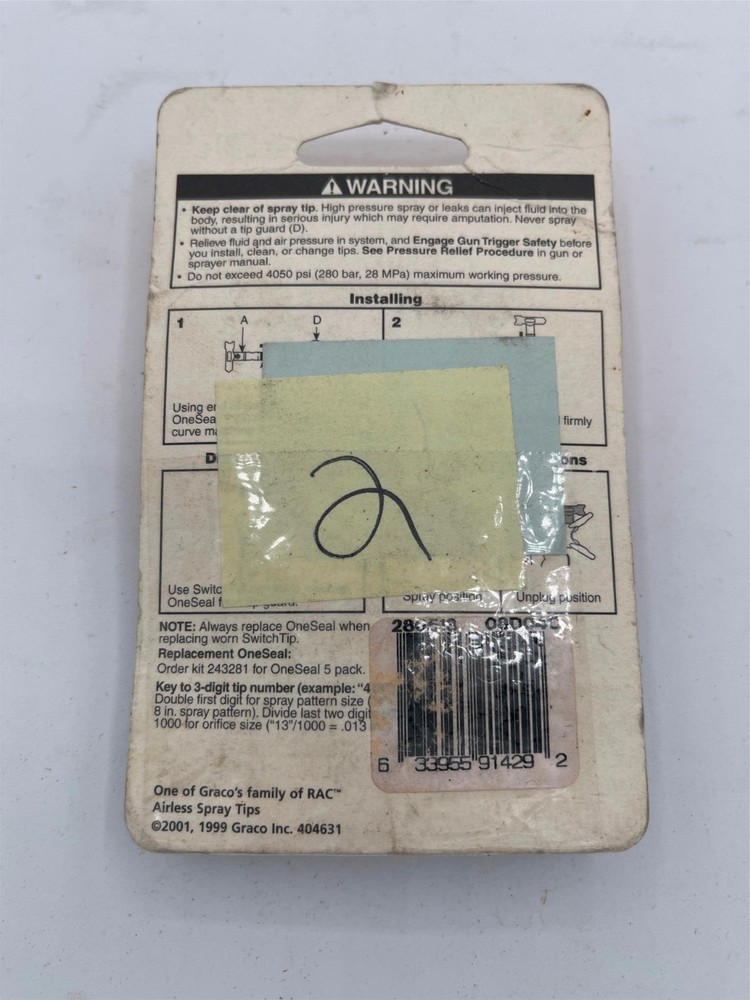 WARNING
• Keep clear of spray tip. High pressure spray or leaks can inject fluid into the
body, resulting in serious injury which may require amputation. Never spray
without a tip guard (D).
• Relieve fluid and air pressure in system, and Engage Gun Trigger Safety before
you install, clean, or change tips. See Pressure Relief Procedure in gun or
sprayer manual.
• Do not exceed 4050 psi (280 bar, 28 MPa) maximum working pressure.
Installing
1 A D 2
Using
OneSea
curve firmly
Use
OneSeal
2
Spray position Unplug position
NOTE: Always replace OneSeal when
replacing worn SwitchTip.
Replacement OneSeal:
Order kit 243281 for OneSeal 5 pack.
Key to 3-digit tip number (example: "4
Double first digit for spray pattern size (
8 in. spray pattern). Divide last two digit
1000 for orifice size ("13"/1000 = .013
6 33955 91429 2
One of Graco's family of RAC™
Airless Spray Tips
©2001, 1999 Graco Inc. 404631